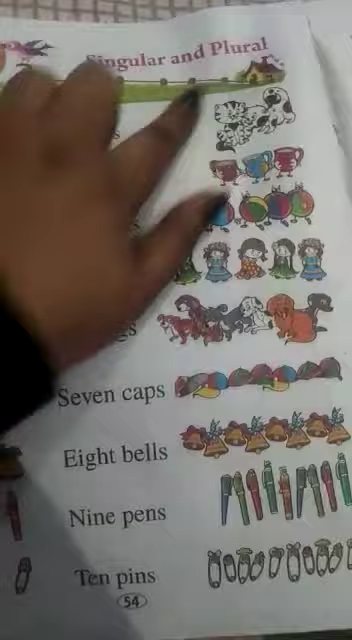 Singular and Plural
Seven caps
Eight bells
Nine pens
Ten pins
54